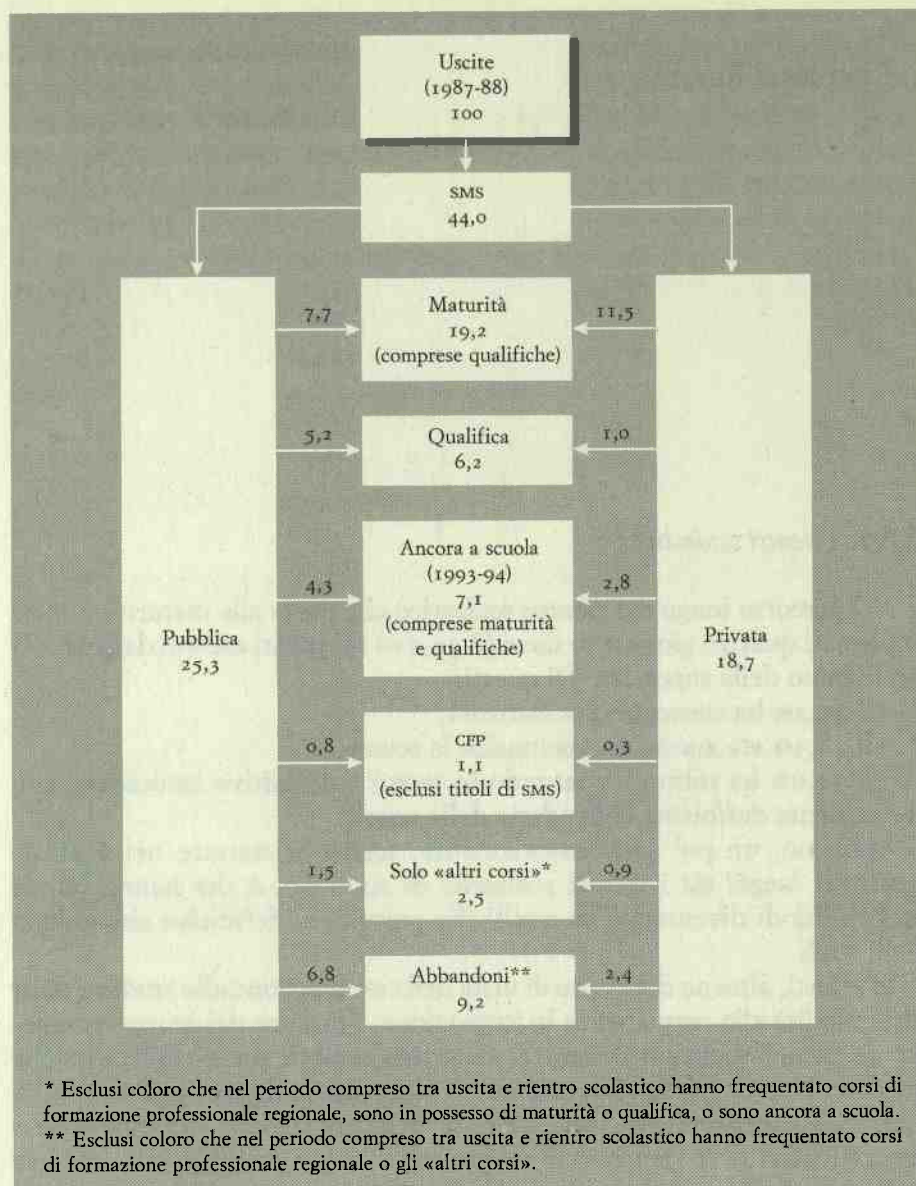 Uscite
(1987-88)
100
SMS
44,0
7,7
Maturità
19,2
(comprese qualifiche)
11,5
5,2
Qualifica
6,2
1,0
Pubblica
25,3
4,3
Ancora a scuola
(1993-94)
7,1
(comprese maturità
e qualifiche)
2,8
Privata
18,7
0,8
CFP
1,1
(esclusi titoli di SMS)
0,3
1,5
Solo «altri corsi»*
2,5
0,9
6,8
Abbandoni**
9,2
2,4
* Esclusi coloro che nel periodo compreso tra uscita e rientro scolastico hanno frequentato corsi di
formazione professionale regionale, sono in possesso di maturità o qualifica, o sono ancora a scuola.
** Esclusi coloro che nel periodo compreso tra uscita e rientro scolastico hanno frequentato corsi
di formazione professionale regionale o gli «altri corsi».